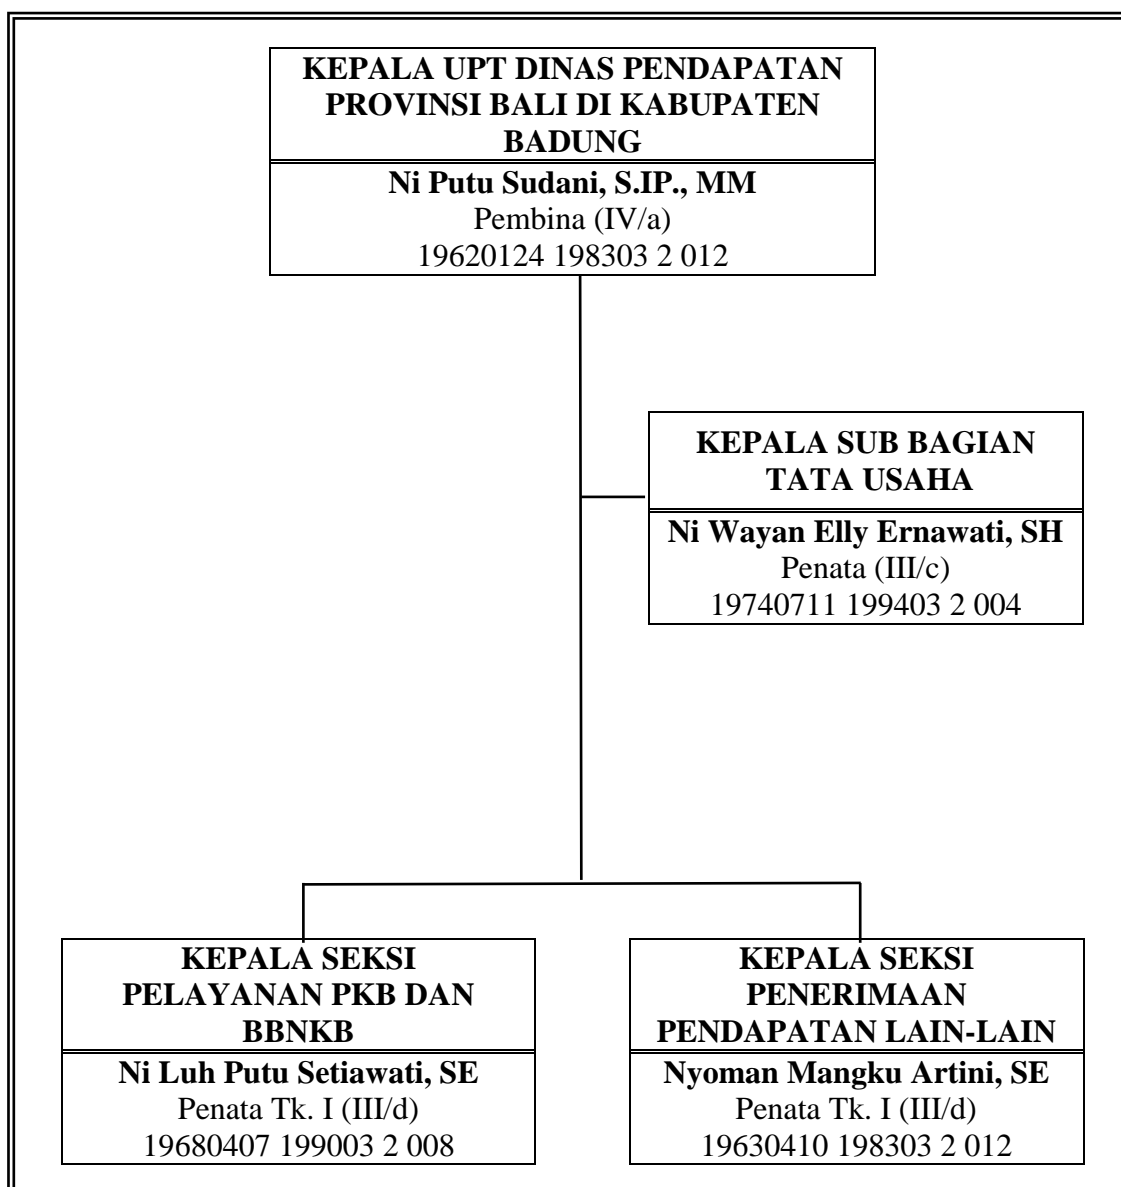 KEPALA UPT DINAS PENDAPATAN
PROVINSI BALI DI KABUPATEN
BADUNG
Ni Putu Sudani, S.IP., MM
Pembina (IV/a)
19620124 198303 2 012
KEPALA SUB BAGIAN
TATA USAHA
Ni Wayan Elly Ernawati, SH
Penata (III/c)
19740711 199403 2 004
KEPALA SEKSI
PELAYANAN PKB DAN
BBNKB
Ni Luh Putu Setiawati, SE
Penata Tk. I (III/d)
19680407 199003 2 008
KEPALA SEKSI
PENERIMAAN
PENDAPATAN LAIN-LAIN
Nyoman Mangku Artini, SE
Penata Tk. I (III/d)
19630410 198303 2 012